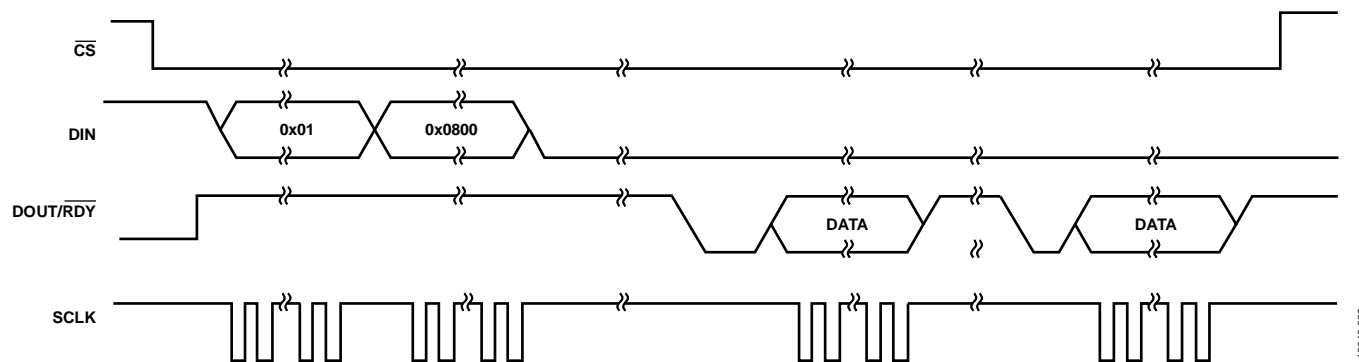 CS
DIN
0x01
0x0800
DOUT/RDY
DATA
DATA
SCLK